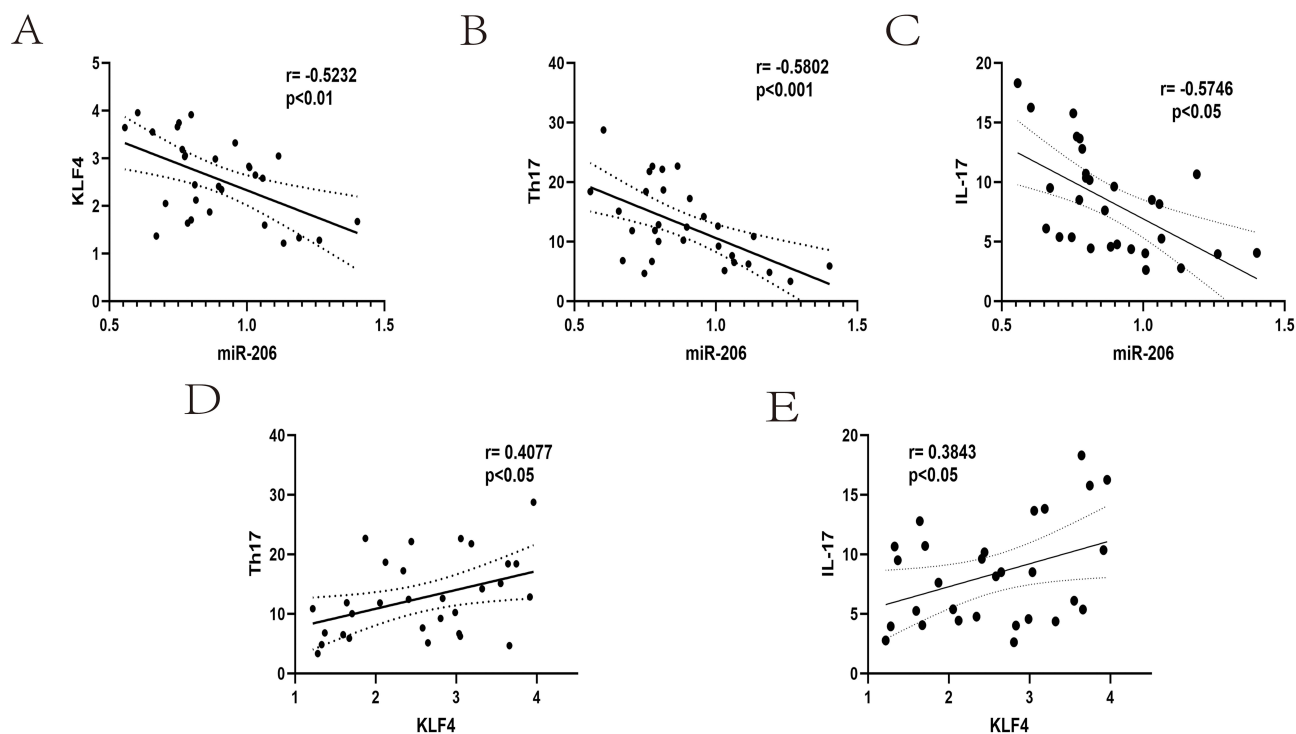 A
KLF4
5
4
3
2
1
0
r= -0.5232
p<0.01
0.5
1.0
1.5
miR-206
B
Th17
40
30
20
10
0
r= -0.5802
p<0.001
0.5
1.0
1.5
miR-206
C
IL-17
20
15
10
5
0
r= -0.5746
p<0.05
0.5
1.0
1.5
miR-206
D
Th17
40
30
20
10
0
r= 0.4077
p<0.05
1
2
3
4
KLF4
E
IL-17
20
15
10
5
0
r= 0.3843
p<0.05
1
2
3
4
KLF4